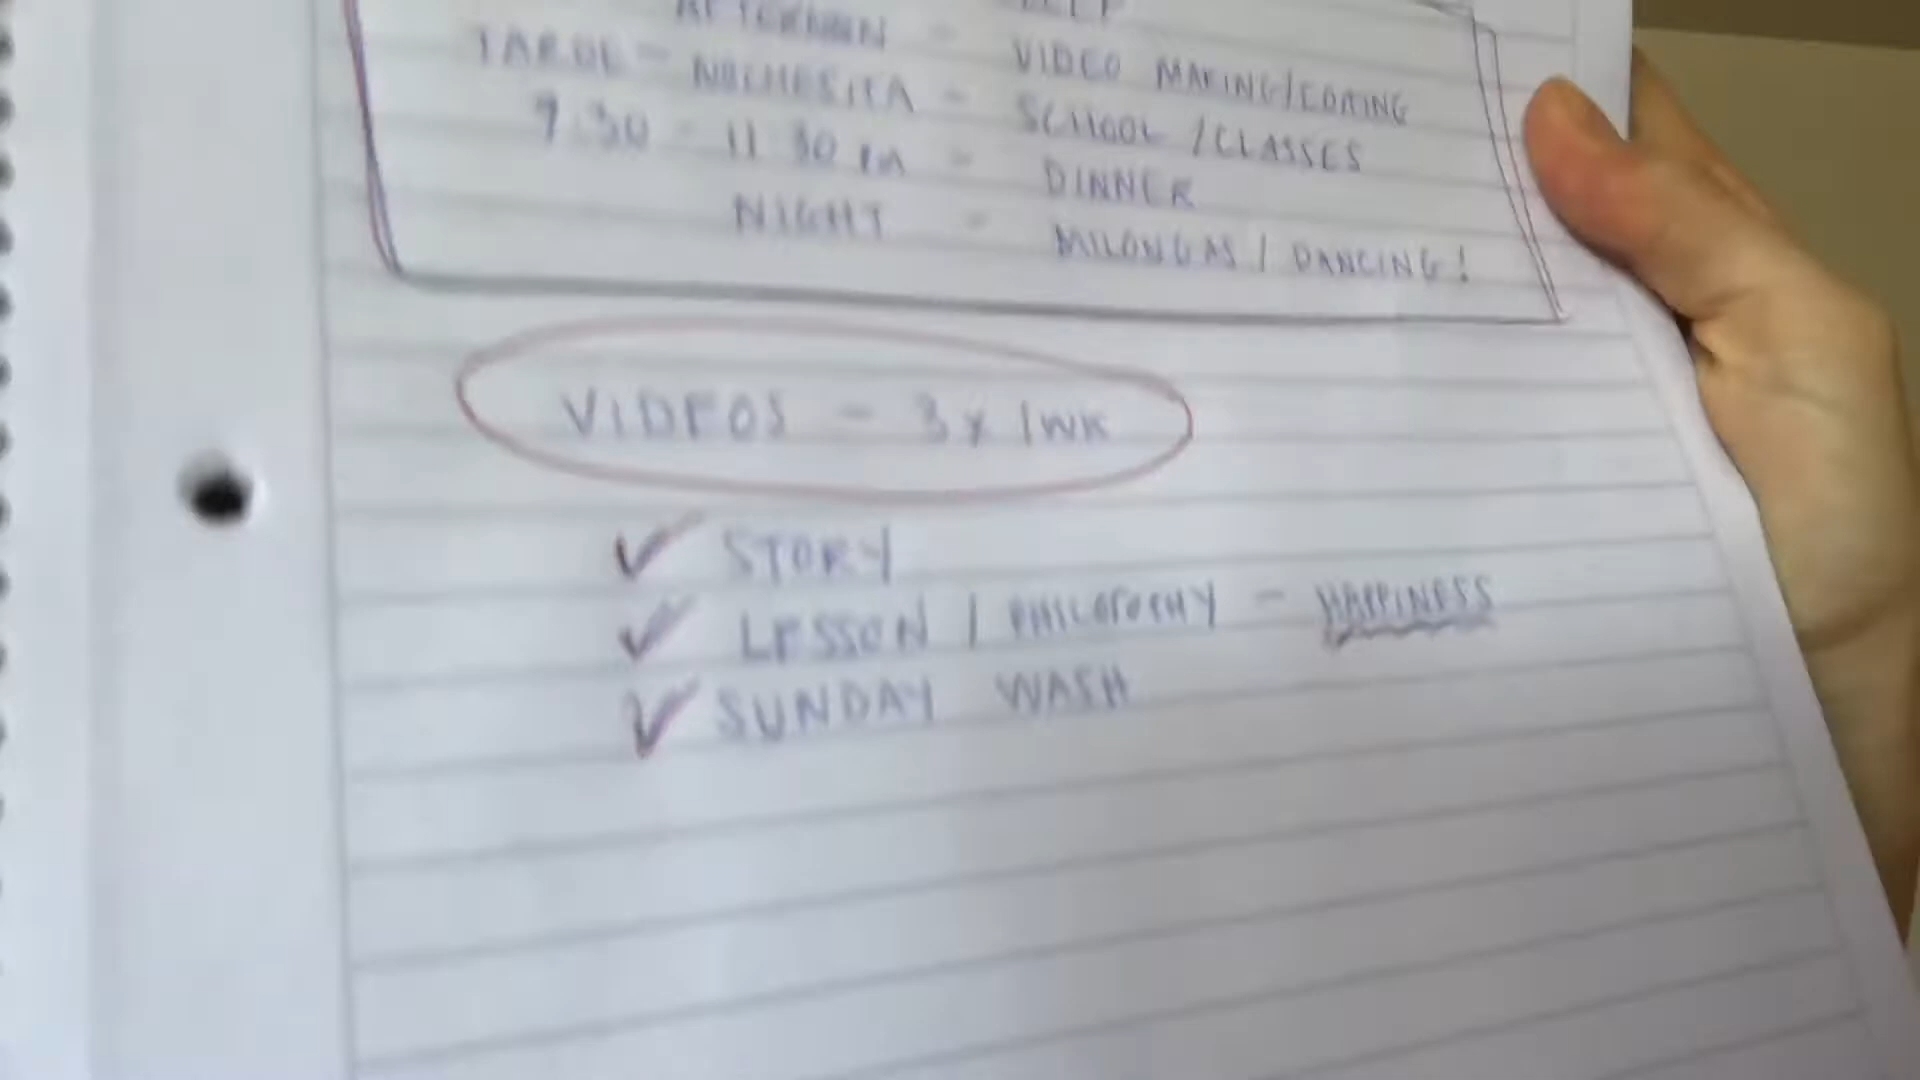 AFTERNOON - VIDEO MAKING/EDITING
TARDE - NOCHESITA - SCHOOL / CLASSES
9:30 - 11:30 PM - DINNER
NIGHT - MILONGAS / DANCING!
VIDEOS - 3x / WK
✓ STORY
✓ LESSON / PHILOSOPHY - HAPPINESS
✓ SUNDAY WASH